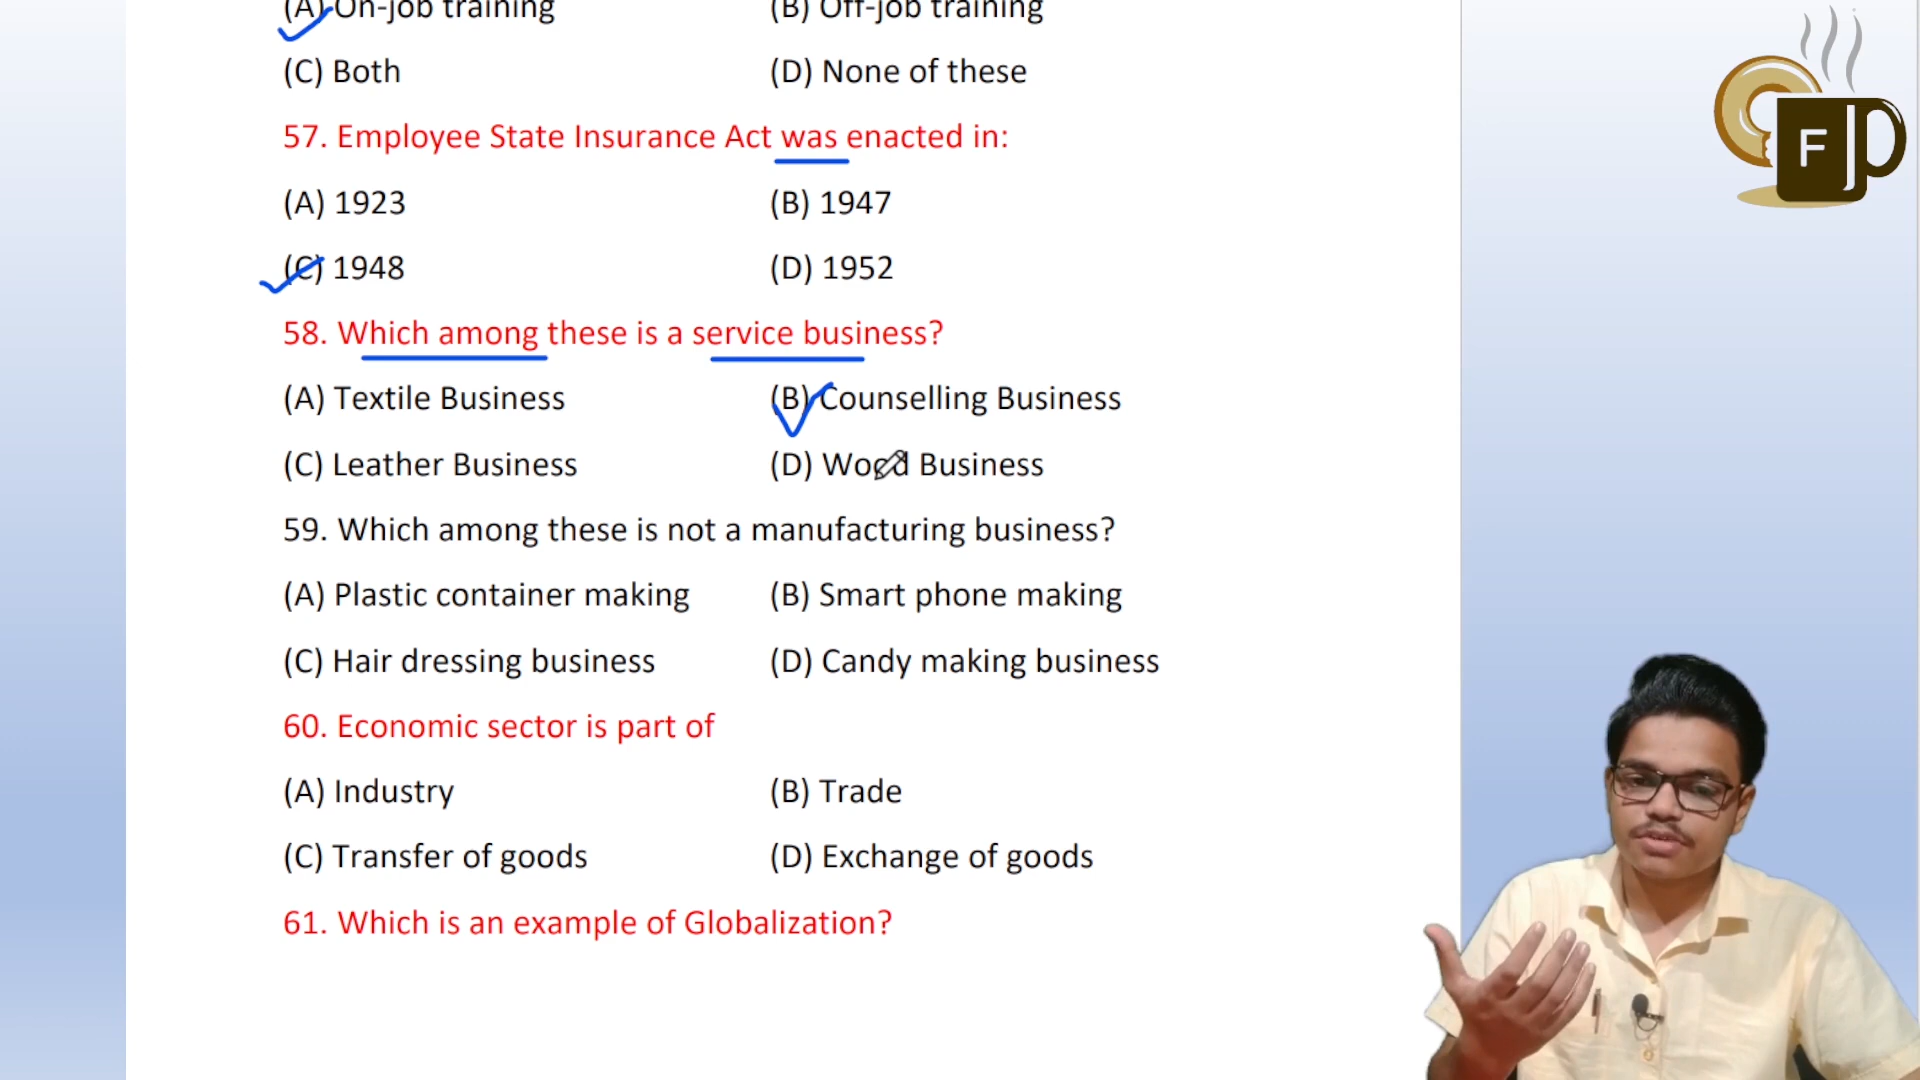 (A) On-job training (B) Off-job training
(C) Both (D) None of these
57. Employee State Insurance Act was enacted in:
(A) 1923 (B) 1947
(C) 1948 (D) 1952
58. Which among these is a service business?
(A) Textile Business (B) Counselling Business
(C) Leather Business (D) Wood Business
59. Which among these is not a manufacturing business?
(A) Plastic container making (B) Smart phone making
(C) Hair dressing business (D) Candy making business
60. Economic sector is part of
(A) Industry (B) Trade
(C) Transfer of goods (D) Exchange of goods
61. Which is an example of Globalization?
FJ